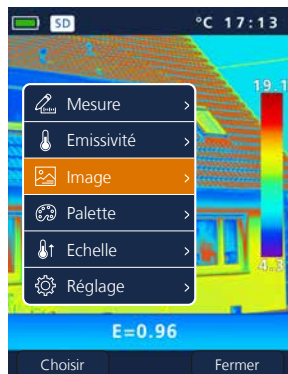 SD °C 17:13
19.1
Mesure
Emissivité
Image
Palette
Echelle
Réglage
4.3
E=0.96
Choisir Fermer